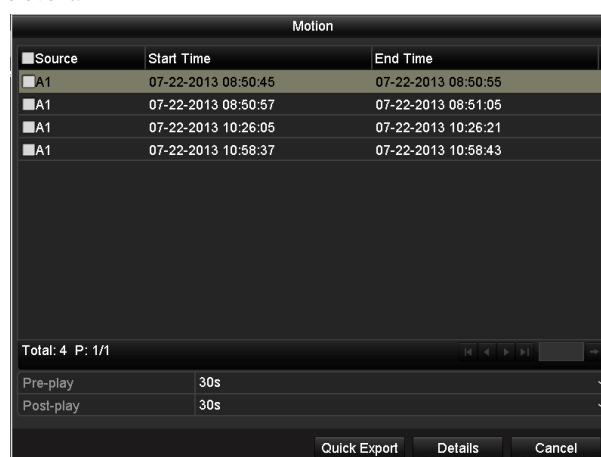 Motion
Source Start Time End Time
A1 07-22-2013 08:50:45 07-22-2013 08:50:55
A1 07-22-2013 08:50:57 07-22-2013 08:51:05
A1 07-22-2013 10:26:05 07-22-2013 10:26:21
A1 07-22-2013 10:58:37 07-22-2013 10:58:43
Total: 4 P: 1/1
Pre-play 30s
Post-play 30s
Quick Export Details Cancel